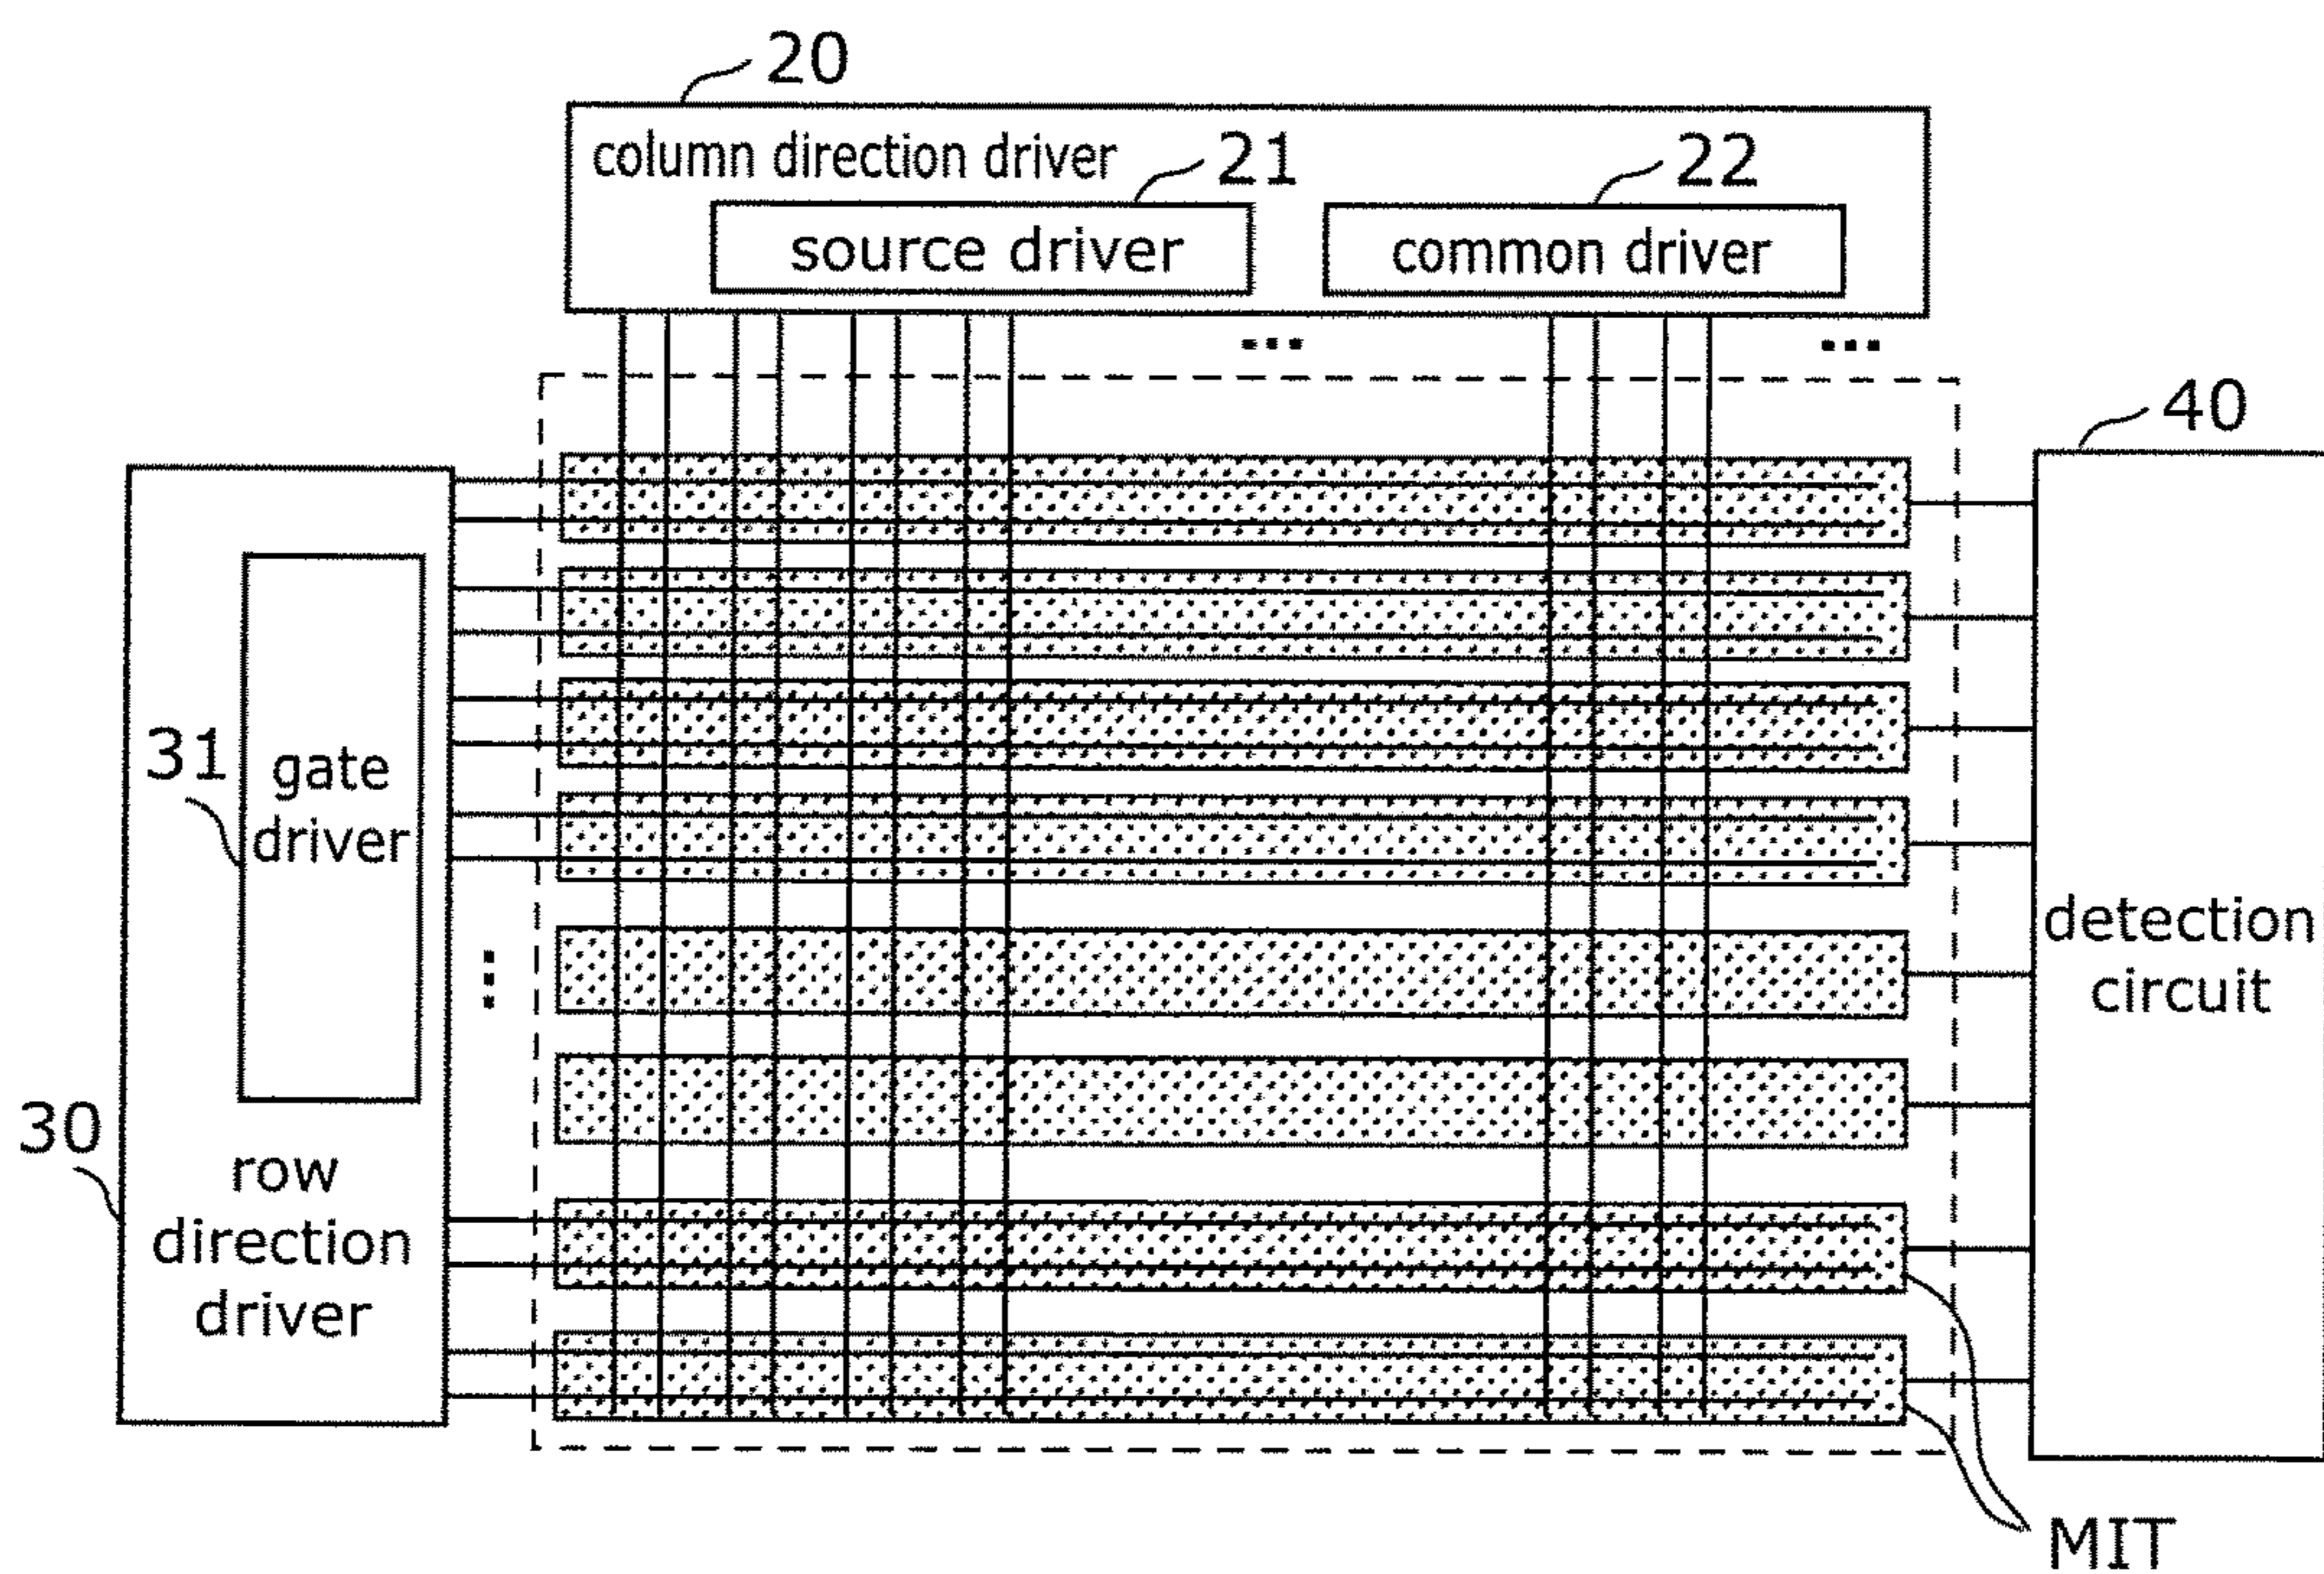 20
column direction driver
21
22
source driver
common driver
40
31
gate
driver
detection
circuit
30
row
direction
driver
MIT